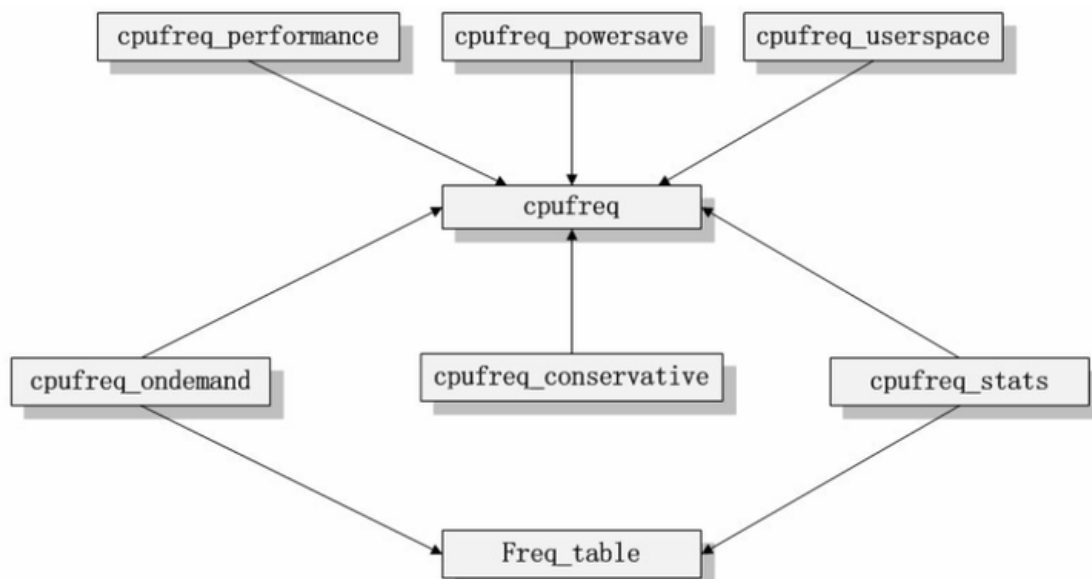 cpufreq_performance
cpufreq_powersave
cpufreq_userspace
cpufreq
cpufreq_ondemand
cpufreq_conservative
cpufreq_stats
Freq_table